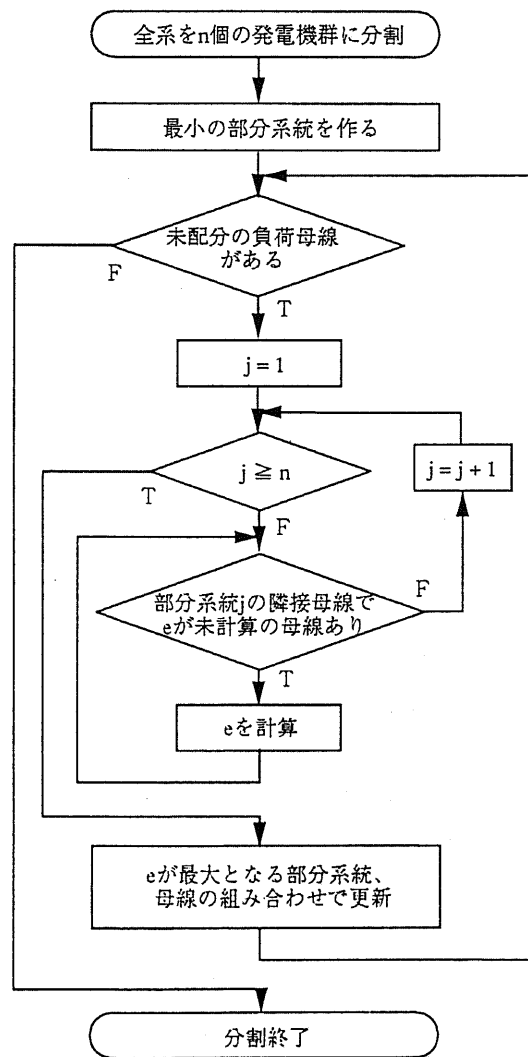 全系をn個の発電機群に分割
最小の部分系統を作る
未配分の負荷母線
がある
F
T
j = 1
j ≧ n
j = j + 1
T
F
部分系統jの隣接母線で
eが未計算の母線あり
F
T
eを計算
eが最大となる部分系統、
母線の組み合わせで更新
分割終了